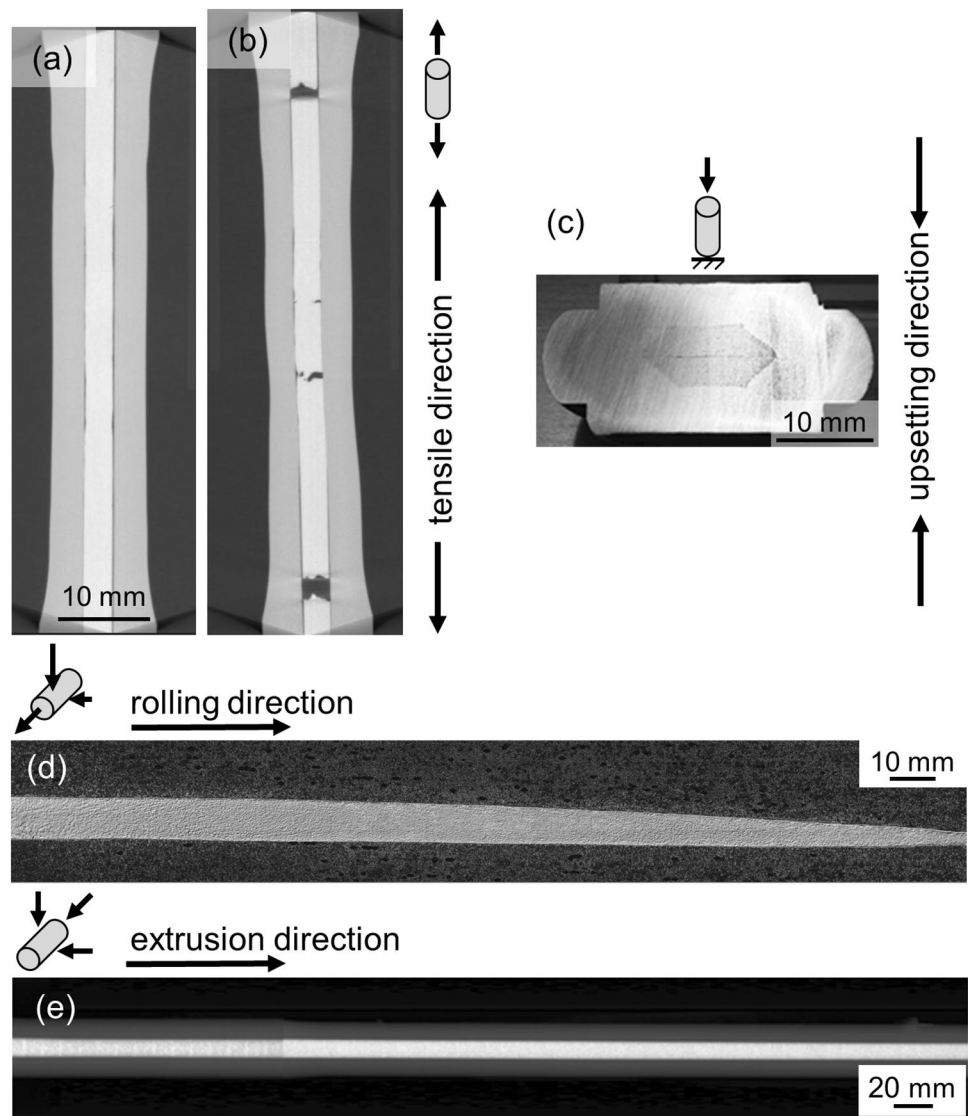 (a)
(b)
10 mm
tensile direction
(c)
10 mm
upsetting direction
rolling direction
(d)
10 mm
extrusion direction
(e)
20 mm